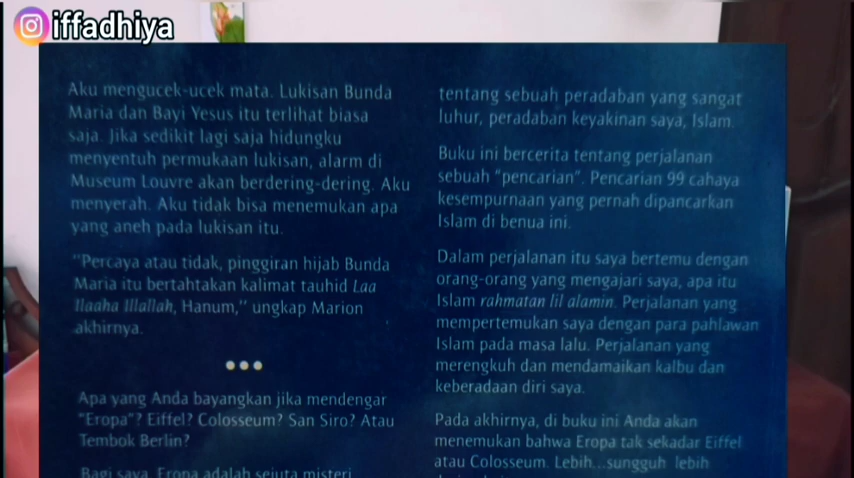 iffadhiya
Aku mengucek-ucek mata. Lukisan Bunda
Maria dan Bayi Yesus itu terlihat biasa
saja. Jika sedikit lagi saja hidungku
menyentuh permukaan lukisan, alarm di
Museum Louvre akan berdering-dering. Aku
menyerah. Aku tidak bisa menemukan apa
yang aneh pada lukisan itu.
"Percaya atau tidak, pinggiran hijab Bunda
Maria itu bertahtakan kalimat tauhid Laa
Ilaaha Illallah, Hanum," ungkap Marion
akhirnya.
Apa yang Anda bayangkan jika mendengar
"Eropa"? Eiffel? Colosseum? San Siro? Atau
Tembok Berlin?
Bagi saya, Eropa adalah sejuta misteri
tentang sebuah peradaban yang sangat
luhur, peradaban keyakinan saya, Islam.
Buku ini bercerita tentang perjalanan
sebuah "pencarian". Pencarian 99 cahaya
kesempurnaan yang pernah dipancarkan
Islam di benua ini.
Dalam perjalanan itu saya bertemu dengan
orang-orang yang mengajari saya, apa itu
Islam rahmatan lil alamin. Perjalanan yang
mempertemukan saya dengan para pahlawan
Islam pada masa lalu. Perjalanan yang
merengkuh dan mendamaikan kalbu dan
keberadaan diri saya.
Pada akhirnya, di buku ini Anda akan
menemukan bahwa Eropa tak sekadar Eiffel
atau Colosseum. Lebih...sungguh lebih